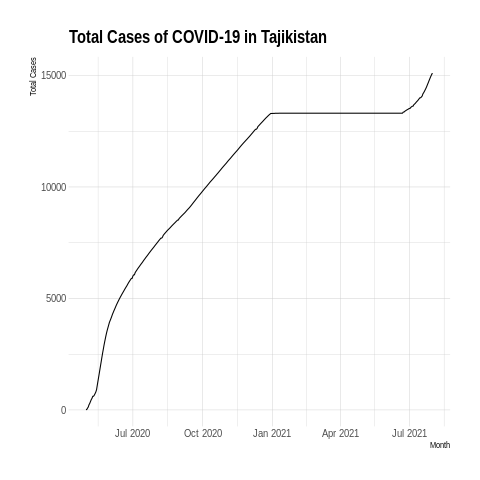 Total Cases of COVID-19 in Tajikistan
Total Cases
15000
10000
5000
0
Jul 2020 Oct 2020 Jan 2021 Apr 2021 Jul 2021
Month